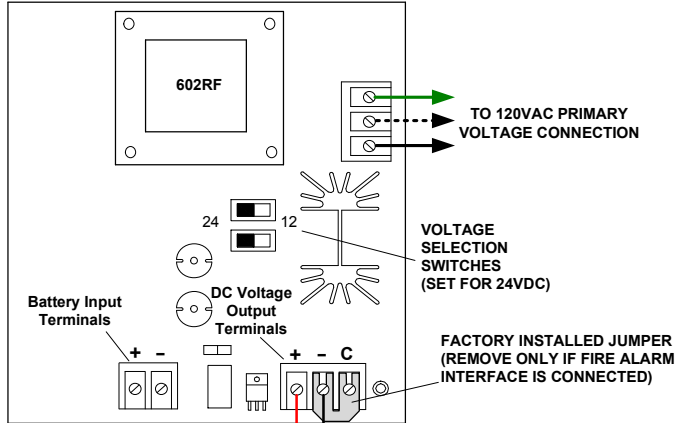 602RF
TO 120VAC PRIMARY
VOLTAGE CONNECTION
24
12
VOLTAGE
SELECTION
SWITCHES
(SET FOR 24VDC)
Battery Input
Terminals
+ -
DC Voltage
Output
Terminals
+ - C
FACTORY INSTALLED JUMPER
(REMOVE ONLY IF FIRE ALARM
INTERFACE IS CONNECTED)